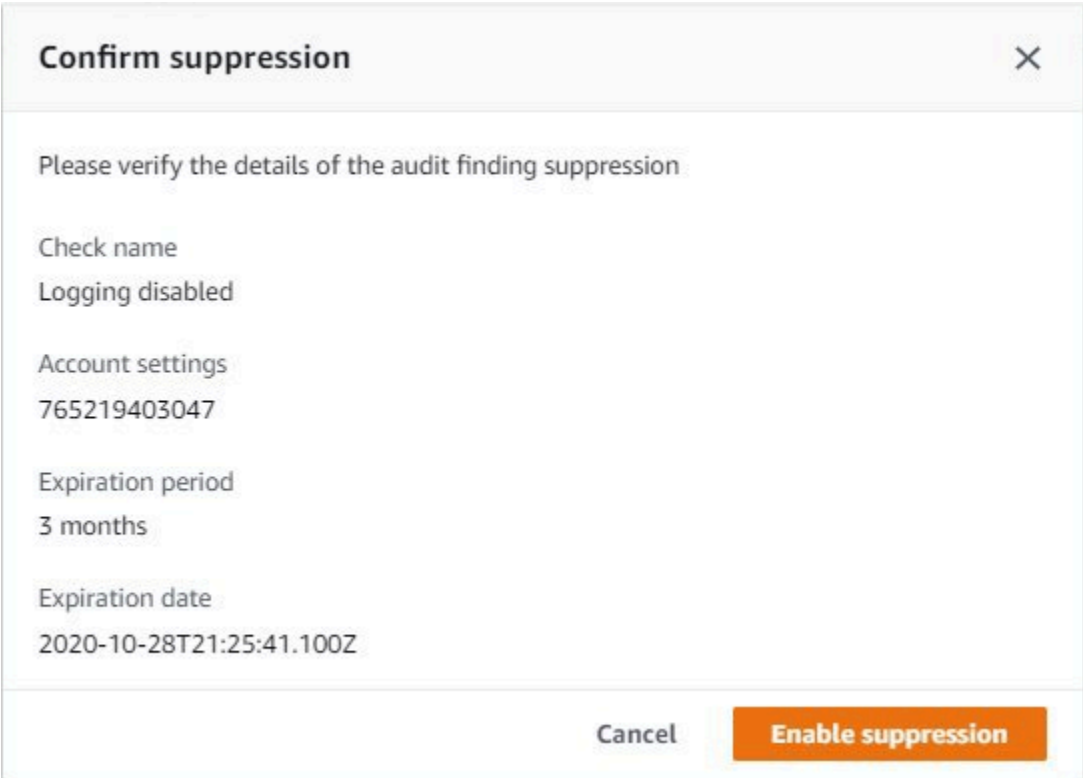 Confirm suppression
Please verify the details of the audit finding suppression
Check name
Logging disabled
Account settings
765219403047
Expiration period
3 months
Expiration date
2020-10-28T21:25:41.100Z
Cancel
Enable suppression